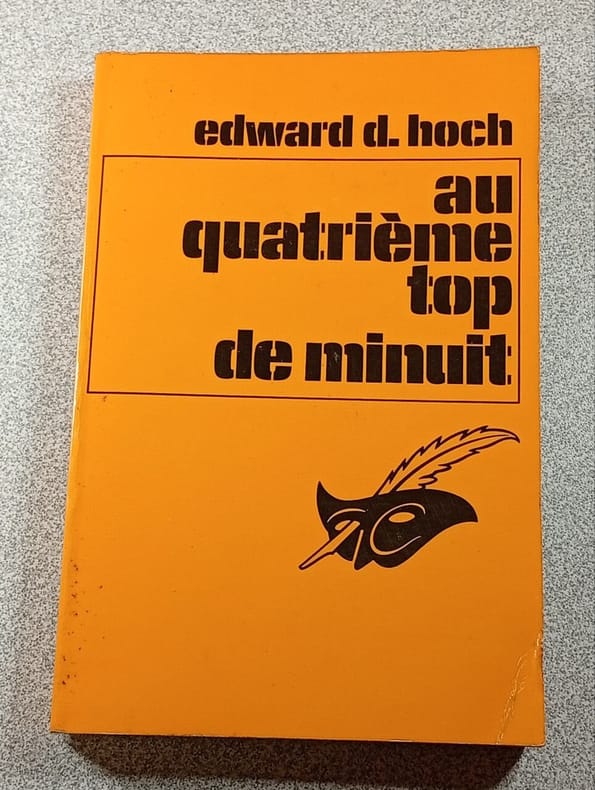 edward d. hoch
au
quatrième
top
de minuit